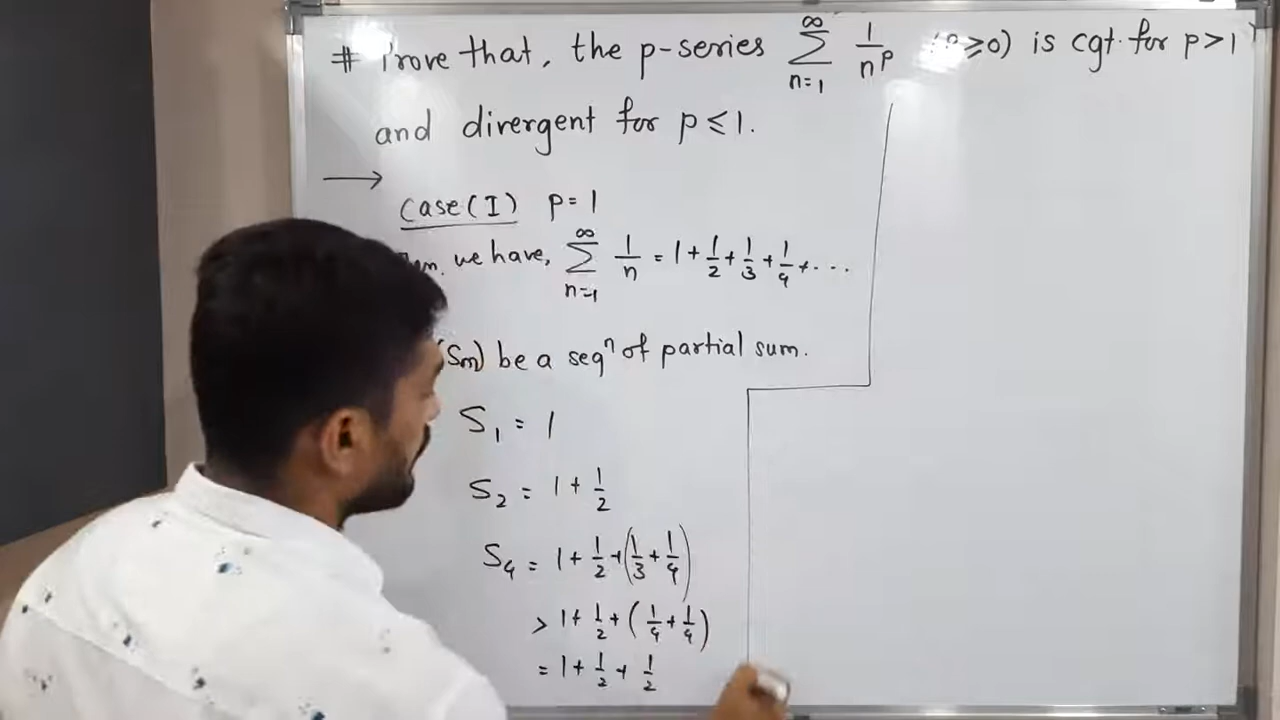 # Prove that, the p-series ∞∑n=1 1/n^p ≥0) is cgt. for p>1
and divergent for p ≤ 1.
→
Case(I) p = 1
we have, ∞∑n=1 1/n = 1 + 1/2 + 1/3 + 1/4 + ...
(Sm) be a seqⁿ of partial sum.
S₁ = 1
S₂ = 1 + 1/2
S₄ = 1 + 1/2 + (1/3 + 1/4)
> 1 + 1/2 + (1/4 + 1/4)
= 1 + 1/2 + 1/2